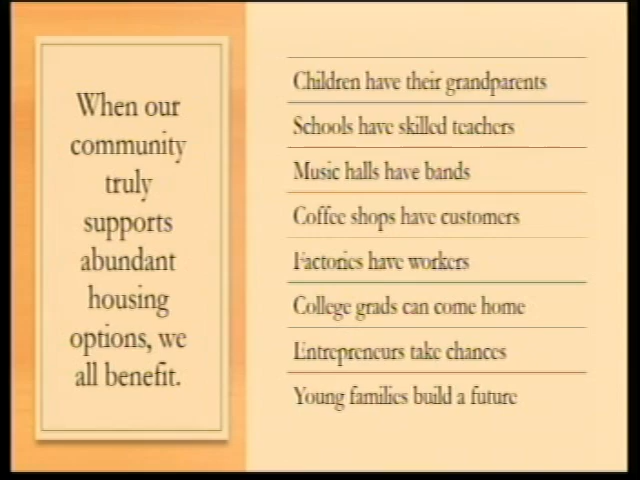 When our
community
truly
supports
abundant
housing
options, we
all benefit.
Children have their grandparents
Schools have skilled teachers
Music halls have bands
Coffee shops have customers
Factories have workers
College grads can come home
Entrepreneurs take chances
Young families build a future